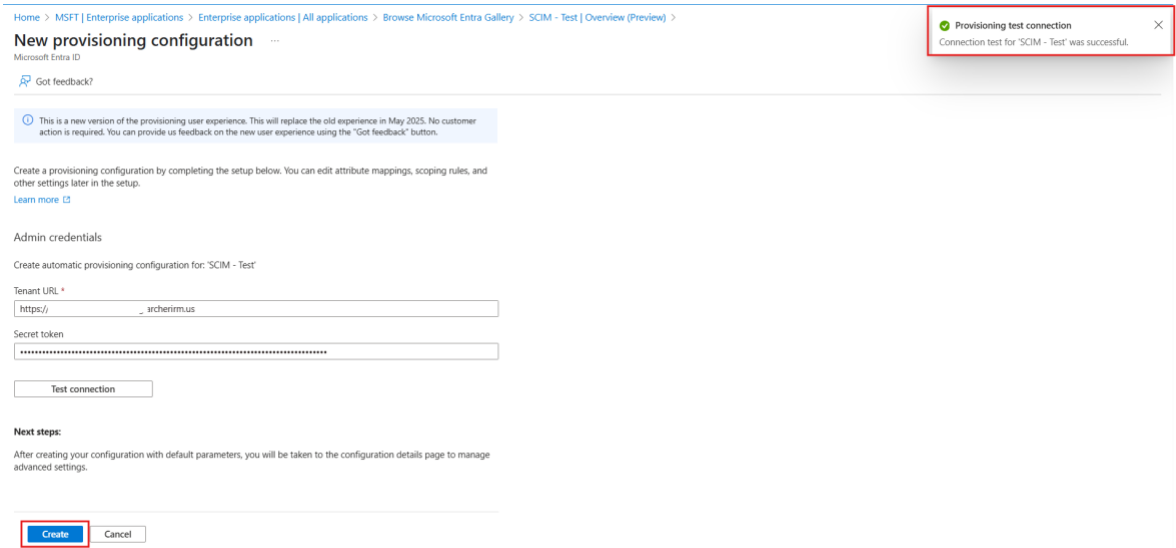 Home > MSFT | Enterprise applications > Enterprise applications | All applications > Browse Microsoft Entra Gallery > SCIM - Test | Overview (Preview) >
New provisioning configuration ...
Microsoft Entra ID
Provisioning test connection
Connection test for 'SCIM - Test' was successful.
Got feedback?
This is a new version of the provisioning user experience. This will replace the old experience in May 2025. No customer
action is required. You can provide us feedback on the new user experience using the "Got feedback" button.
Create a provisioning configuration by completing the setup below. You can edit attribute mappings, scoping rules, and
other settings later in the setup.
Learn more
Admin credentials
Create automatic provisioning configuration for: 'SCIM - Test'
Tenant URL *
https:// archerirm.us
Secret token
Test connection
Next steps:
After creating your configuration with default parameters, you will be taken to the configuration details page to manage
advanced settings.
Create
Cancel